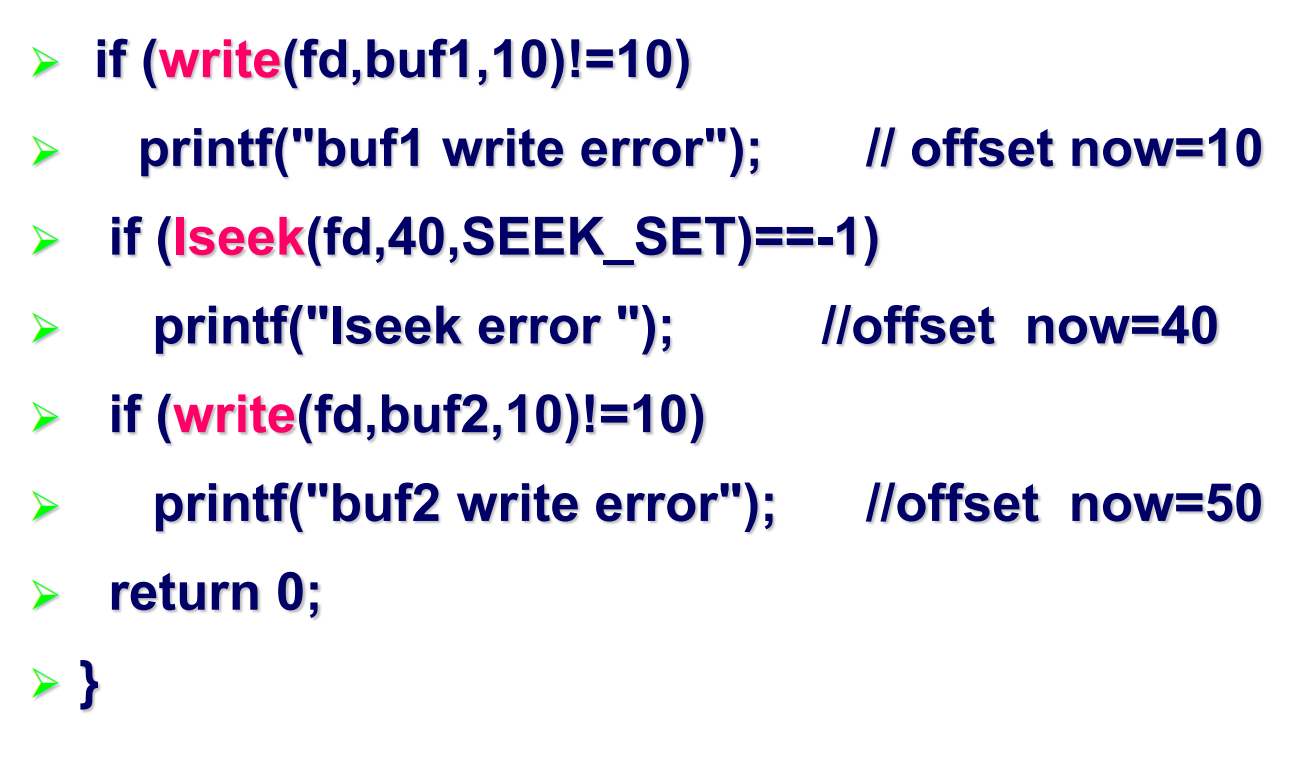 if (write(fd,buf1,10)!=10)
printf("buf1 write error"); // offset now=10
if (lseek(fd,40,SEEK_SET)==-1)
printf("lseek error "); //offset now=40
if (write(fd,buf2,10)!=10)
printf("buf2 write error"); //offset now=50
return 0;
}